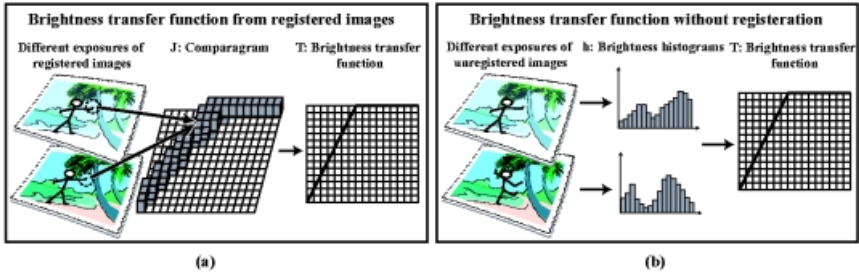 Brightness transfer function from registered images
Different exposures of registered images
J: Comparagram
T: Brightness transfer function
(a)
Brightness transfer function without registeration
Different exposures of unregistered images
h: Brightness histograms
T: Brightness transfer function
(b)